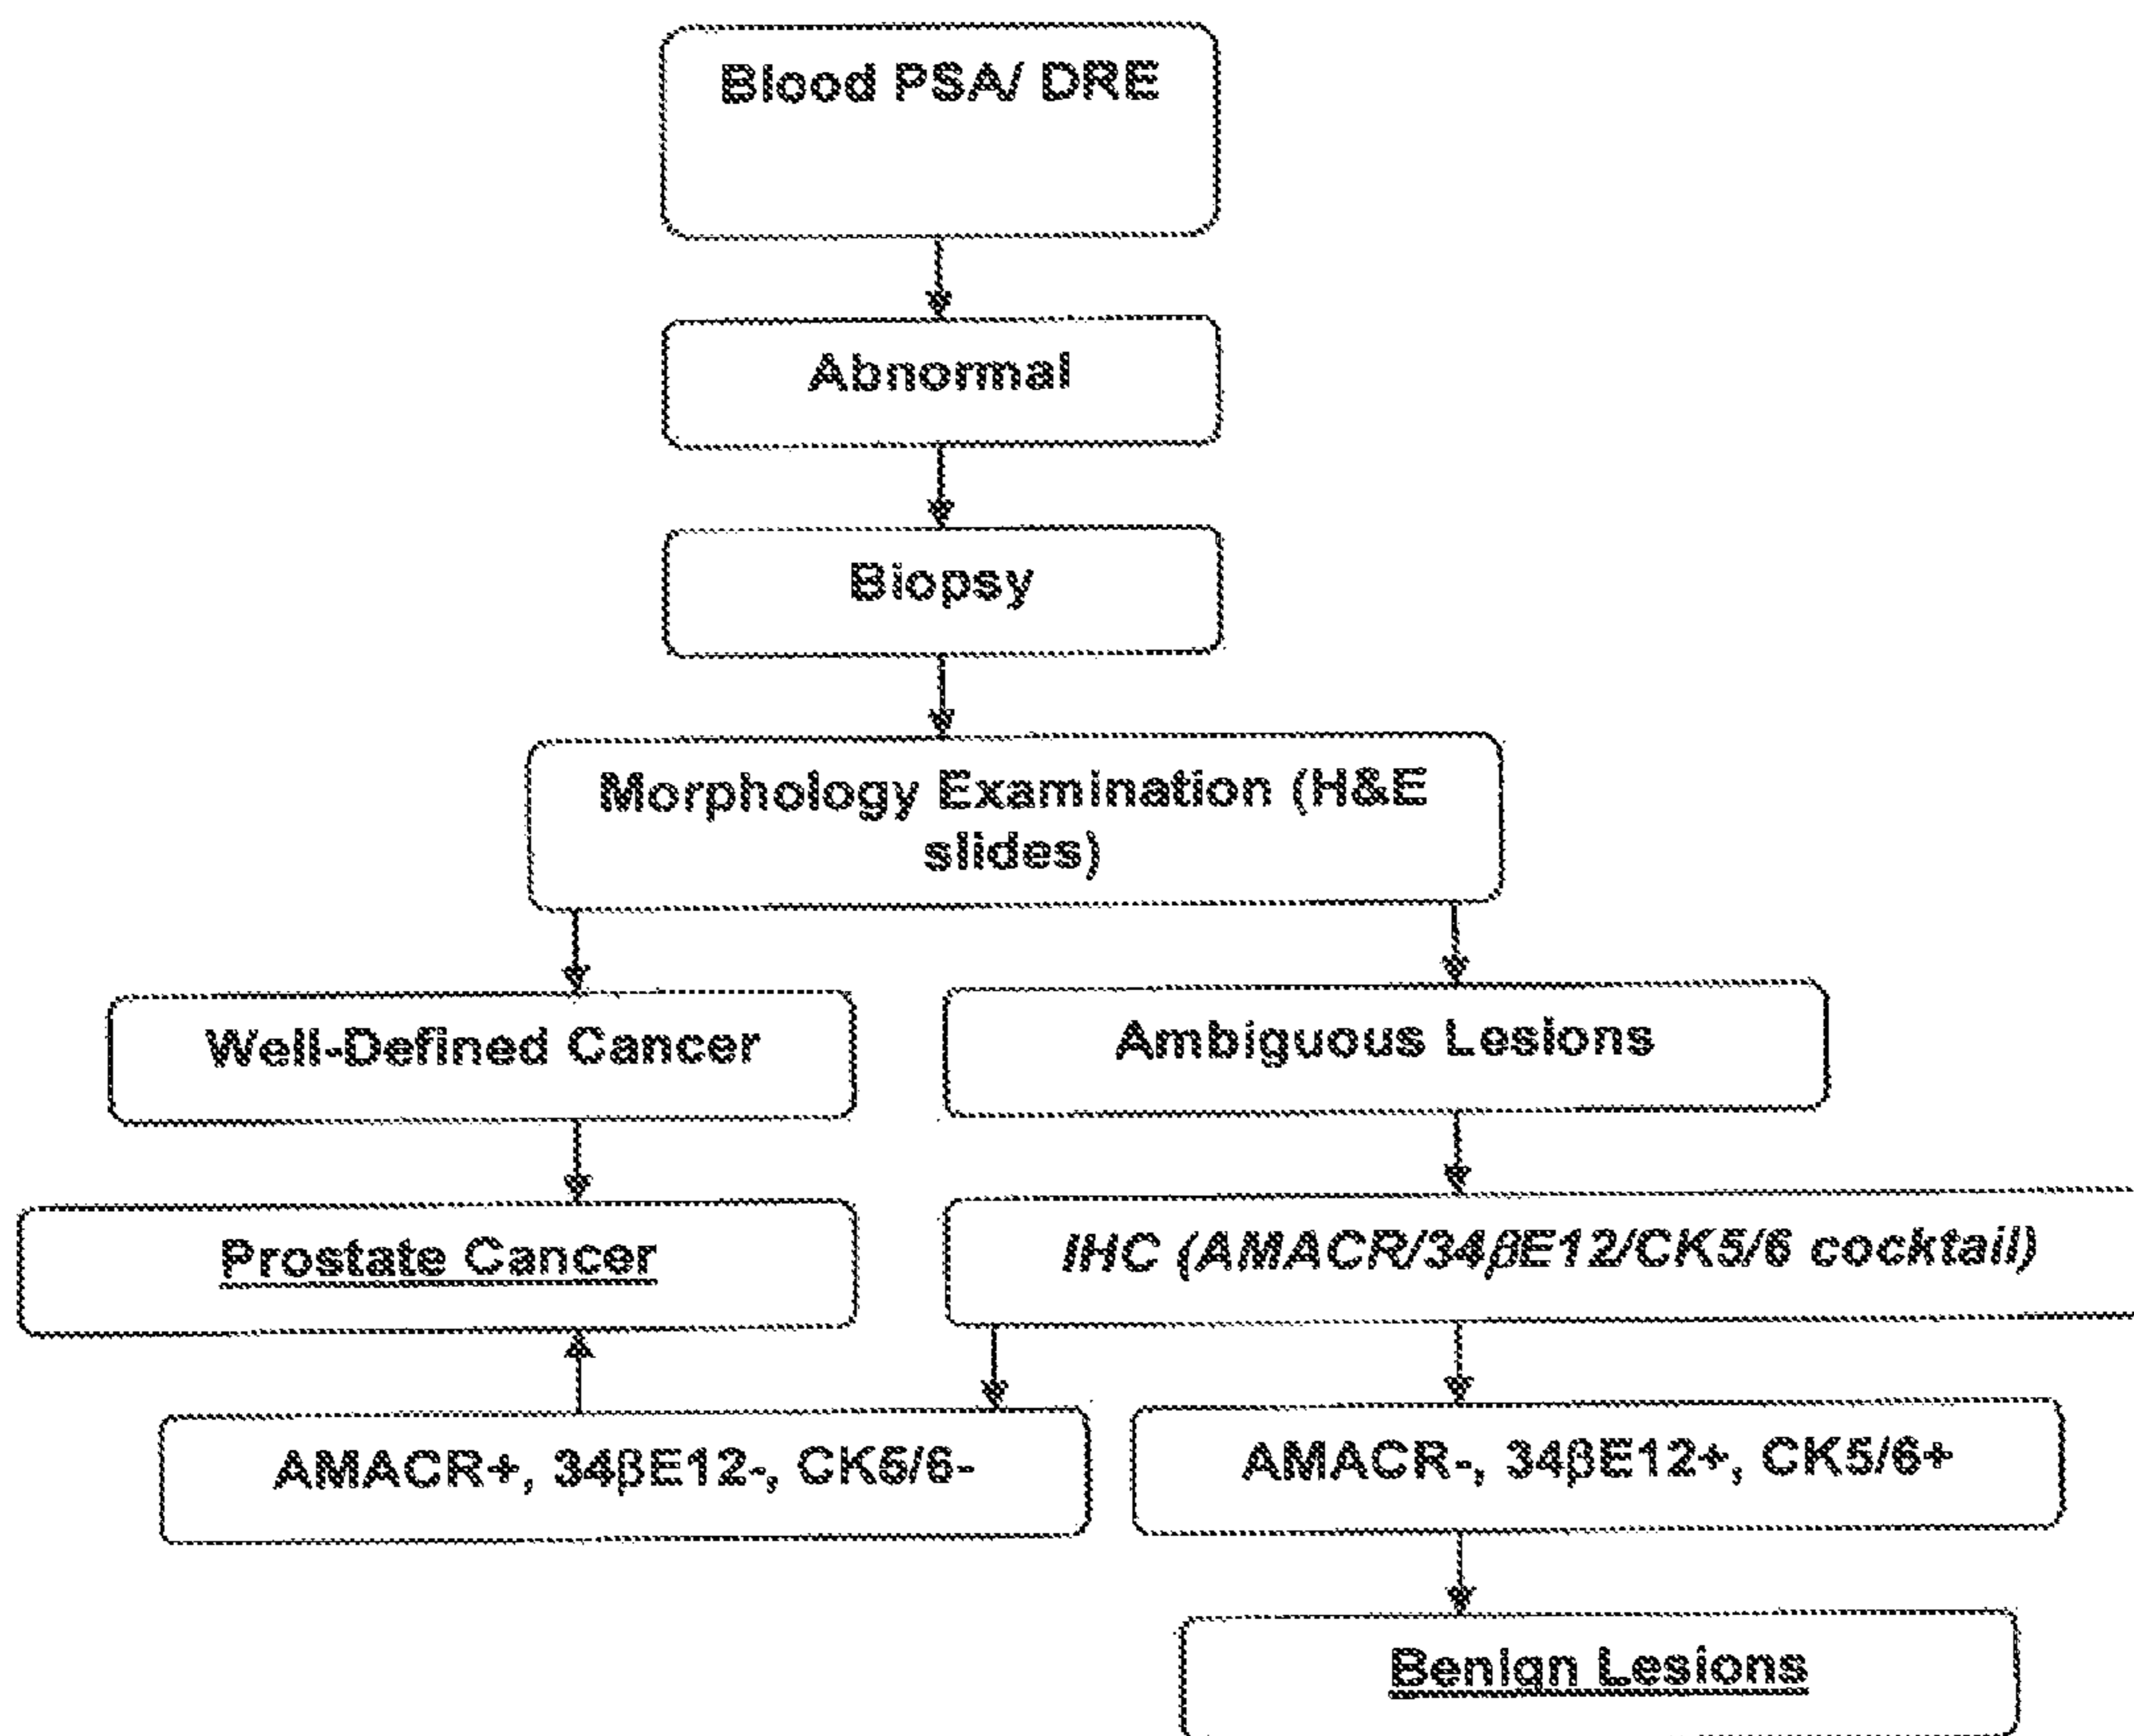 Blood PSA/ DRE
Abnormal
Biopsy
Morphology Examination (H&E
slides)
Well-Defined Cancer
Ambiguous Lesions
Prostate Cancer
IHC (AMACR/34βE12/CK5/6 cocktail)
AMACR+, 34βE12-, CK5/6-
AMACR-, 34βE12+, CK5/6+
Benign Lesions